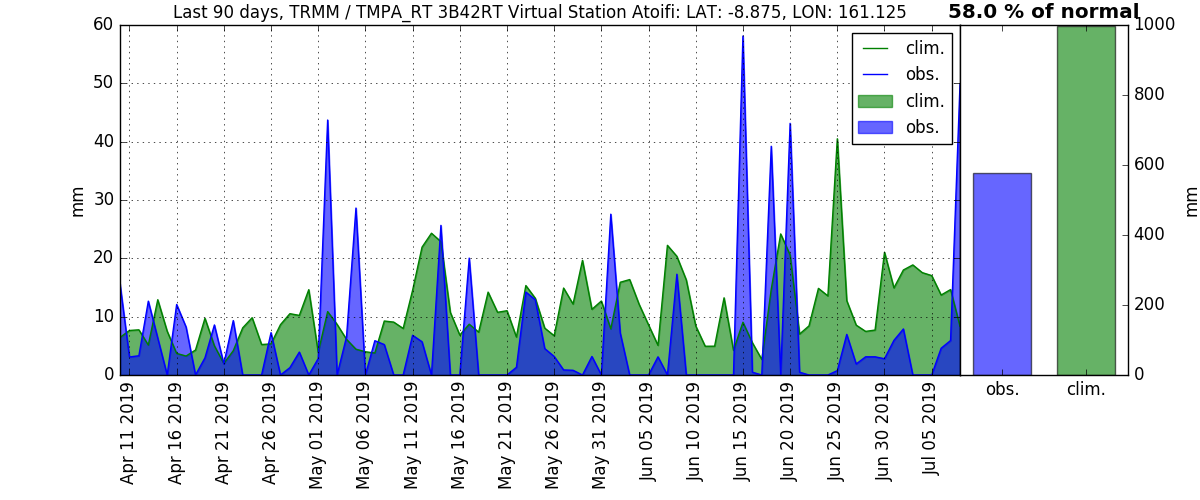 Last 90 days, TRMM / TMPA_RT 3B42RT Virtual Station Atoifi: LAT: -8.875, LON: 161.125
58.0 % of normal
60
50
40
30
20
10
0
mm
clim.
obs.
clim.
obs.
1000
800
600
400
200
0
mm
Apr 11 2019
Apr 16 2019
Apr 21 2019
Apr 26 2019
May 01 2019
May 06 2019
May 11 2019
May 16 2019
May 21 2019
May 26 2019
May 31 2019
Jun 05 2019
Jun 10 2019
Jun 15 2019
Jun 20 2019
Jun 25 2019
Jun 30 2019
Jul 05 2019
obs.
clim.